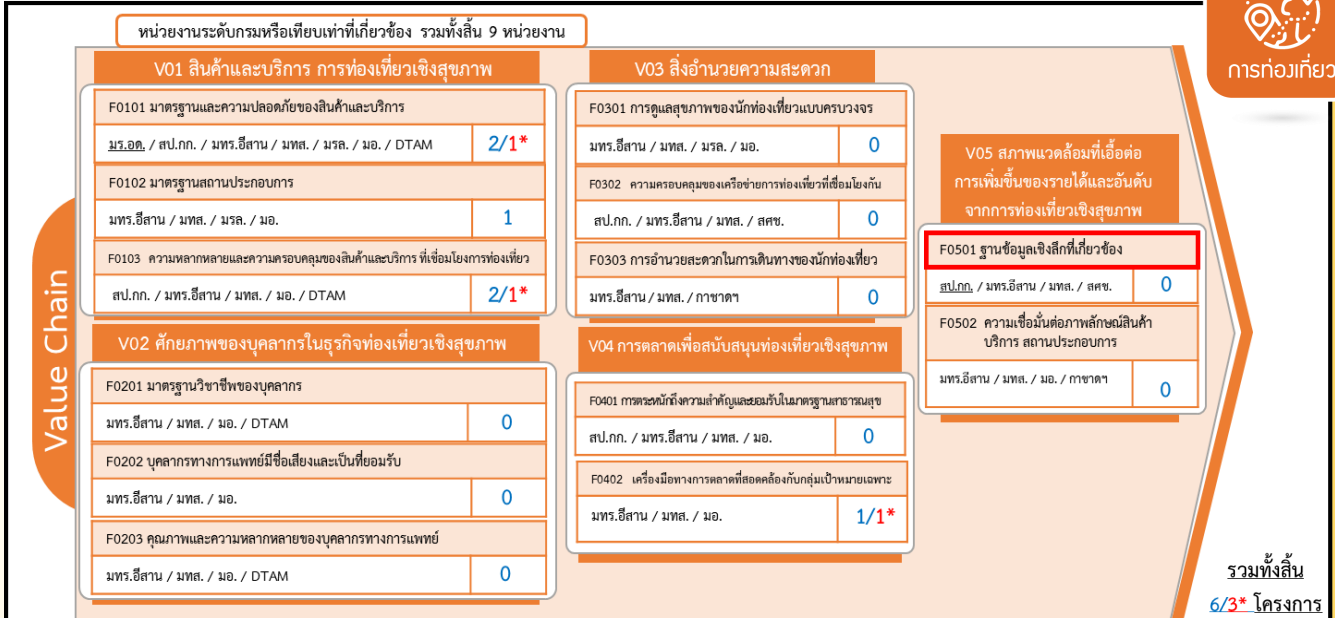 หน่วยงานระดับกรมหรือเทียบเท่าที่เกี่ยวข้อง รวมทั้งสิ้น 9 หน่วยงาน
การท่องเที่ยว
Value Chain
V01 สินค้าและบริการ การท่องเที่ยวเชิงสุขภาพ
F0101 มาตรฐานและความปลอดภัยของสินค้าและบริการ
มร.อด. / สป.กก. / มทร.อีสาน / มทส. / มรล. / มอ. / DTAM 2/1*
F0102 มาตรฐานสถานประกอบการ
มทร.อีสาน / มทส. / มรล. / มอ. 1
F0103 ความหลากหลายและความครอบคลุมของสินค้าและบริการ ที่เชื่อมโยงการท่องเที่ยว
สป.กก. / มทร.อีสาน / มทส. / มอ. / DTAM 2/1*
V02 ศักยภาพของบุคลากรในธุรกิจท่องเที่ยวเชิงสุขภาพ
F0201 มาตรฐานวิชาชีพของบุคลากร
มทร.อีสาน / มทส. / มอ. / DTAM 0
F0202 บุคลากรทางการแพทย์มีชื่อเสียงและเป็นที่ยอมรับ
มทร.อีสาน / มทส. / มอ. 0
F0203 คุณภาพและความหลากหลายของบุคลากรทางการแพทย์
มทร.อีสาน / มทส. / มอ. / DTAM 0
V03 สิ่งอำนวยความสะดวก
F0301 การดูแลสุขภาพของนักท่องเที่ยวแบบครบวงจร
มทร.อีสาน / มทส. / มรล. / มอ. 0
F0302 ความครอบคลุมของเครือข่ายการท่องเที่ยวที่เชื่อมโยงกัน
สป.กก. / มทร.อีสาน / มทส. / สศช. 0
F0303 การอำนวยสะดวกในการเดินทางของนักท่องเที่ยว
มทร.อีสาน / มทส. / กาชาดฯ 0
V04 การตลาดเพื่อสนับสนุนท่องเที่ยวเชิงสุขภาพ
F0401 การตระหนักถึงความสำคัญและยอมรับในมาตรฐานสาธารณสุข
สป.กก. / มทร.อีสาน / มทส. / มอ. 0
F0402 เครื่องมือทางการตลาดที่สอดคล้องกับกลุ่มเป้าหมายเฉพาะ
มทร.อีสาน / มทส. / มอ. 1/1*
V05 สภาพแวดล้อมที่เอื้อต่อ
การเพิ่มขึ้นของรายได้และอันดับ
จากการท่องเที่ยวเชิงสุขภาพ
F0501 ฐานข้อมูลเชิงลึกที่เกี่ยวข้อง
สป.กก. / มทร.อีสาน / มทส. / สศช. 0
F0502 ความเชื่อมั่นต่อภาพลักษณ์สินค้า
บริการ สถานประกอบการ
มทร.อีสาน / มทส. / มอ. / กาชาดฯ 0
รวมทั้งสิ้น
6/3* โครงการ